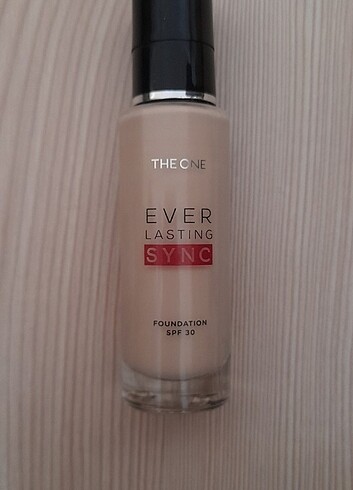 THE ONE
EVER
LASTING
SYNC
FOUNDATION
SPF 30